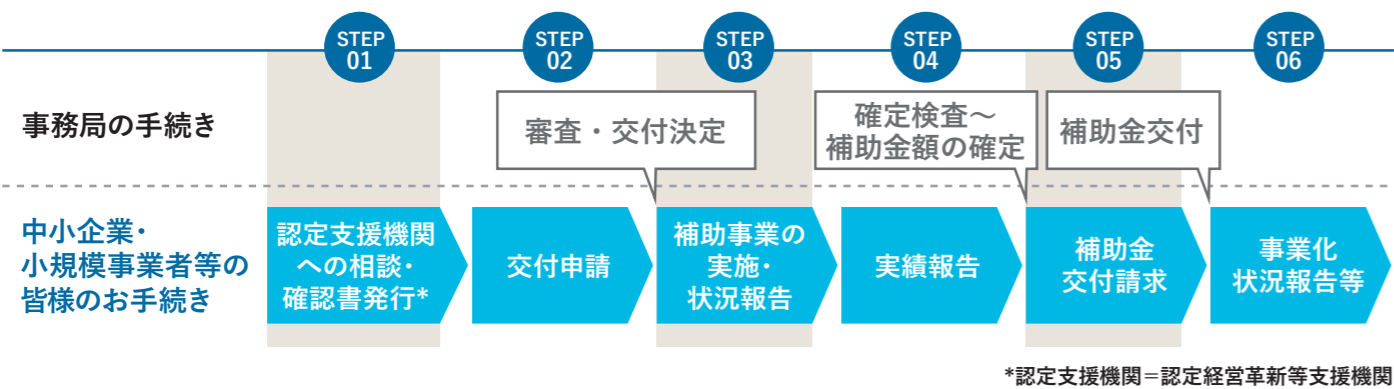 STEP
01
STEP
02
STEP
03
STEP
04
STEP
05
STEP
06
事務局の手続き
審査・交付決定
確定検査～
補助金額の確定
補助金交付
中小企業・
小規模事業者等の
皆様のお手続き
認定支援機関
への相談・
確認書発行*
交付申請
補助事業の
実施・
状況報告
実績報告
補助金
交付請求
事業化
状況報告等
*認定支援機関＝認定経営革新等支援機関